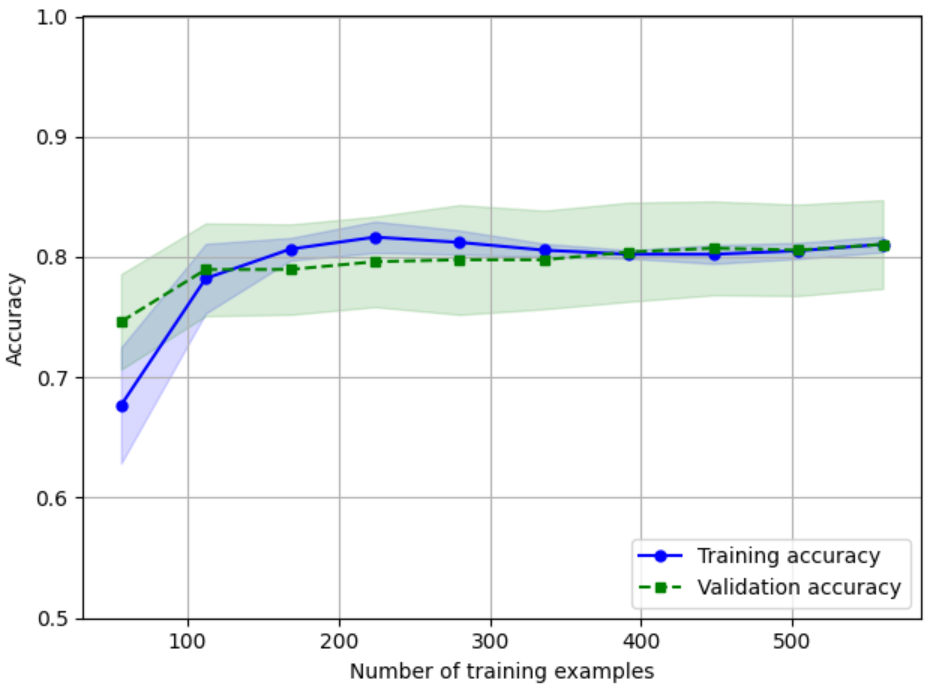 1.0
0.9
0.8
0.7
0.6
0.5
Accuracy
Training accuracy
Validation accuracy
100 200 300 400 500
Number of training examples